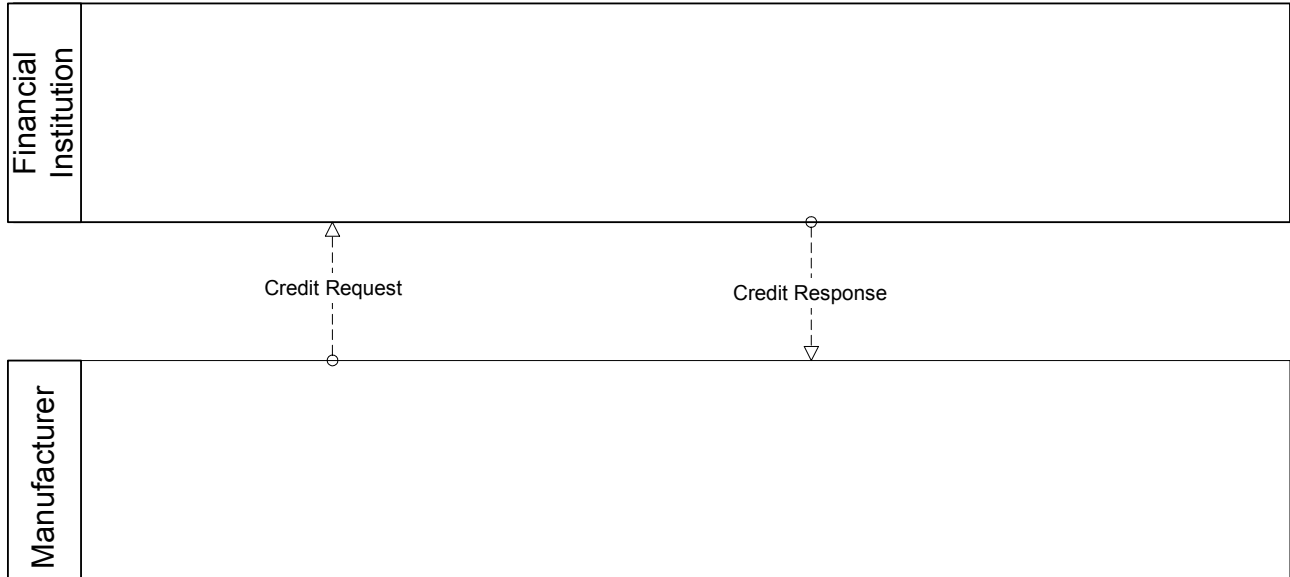 Financial
Institution
Credit Request
Credit Response
Manufacturer